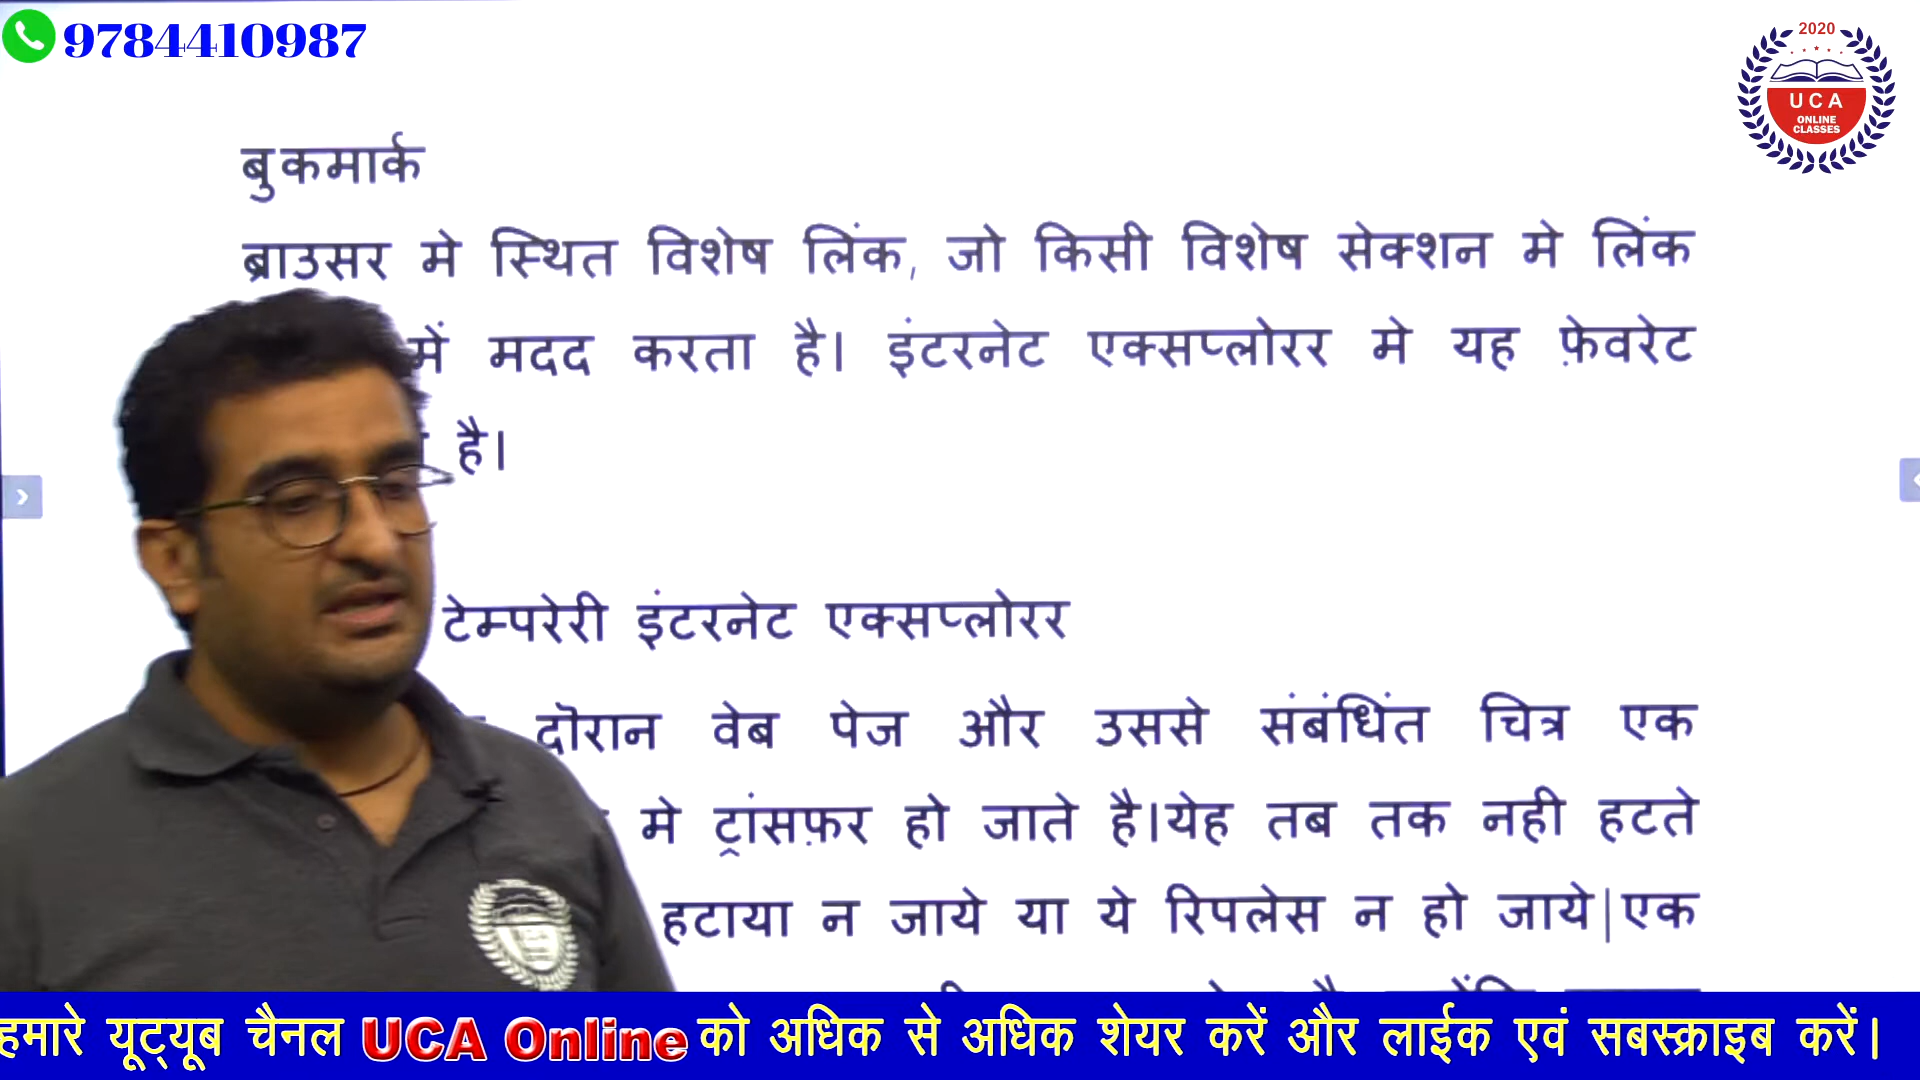 9784410987
2020
UCA
ONLINE
CLASSES
बुकमार्क
ब्राउसर मे स्थित विशेष लिंक, जो किसी विशेष सेक्शन मे लिंक
में मदद करता है। इंटरनेट एक्सप्लोरर मे यह फ़ेवरेट
है।
टेम्परेरी इंटरनेट एक्सप्लोरर
दॊरान वेब पेज और उससे संबंधिंत चित्र एक
मे ट्रांसफ़र हो जाते है।येह तब तक नही हटते
हटाया न जाये या ये रिपलेस न हो जाये|एक
हमारे यूट्यूब चैनल UCA Online को अधिक से अधिक शेयर करें और लाईक एवं सबस्क्राइब करें।